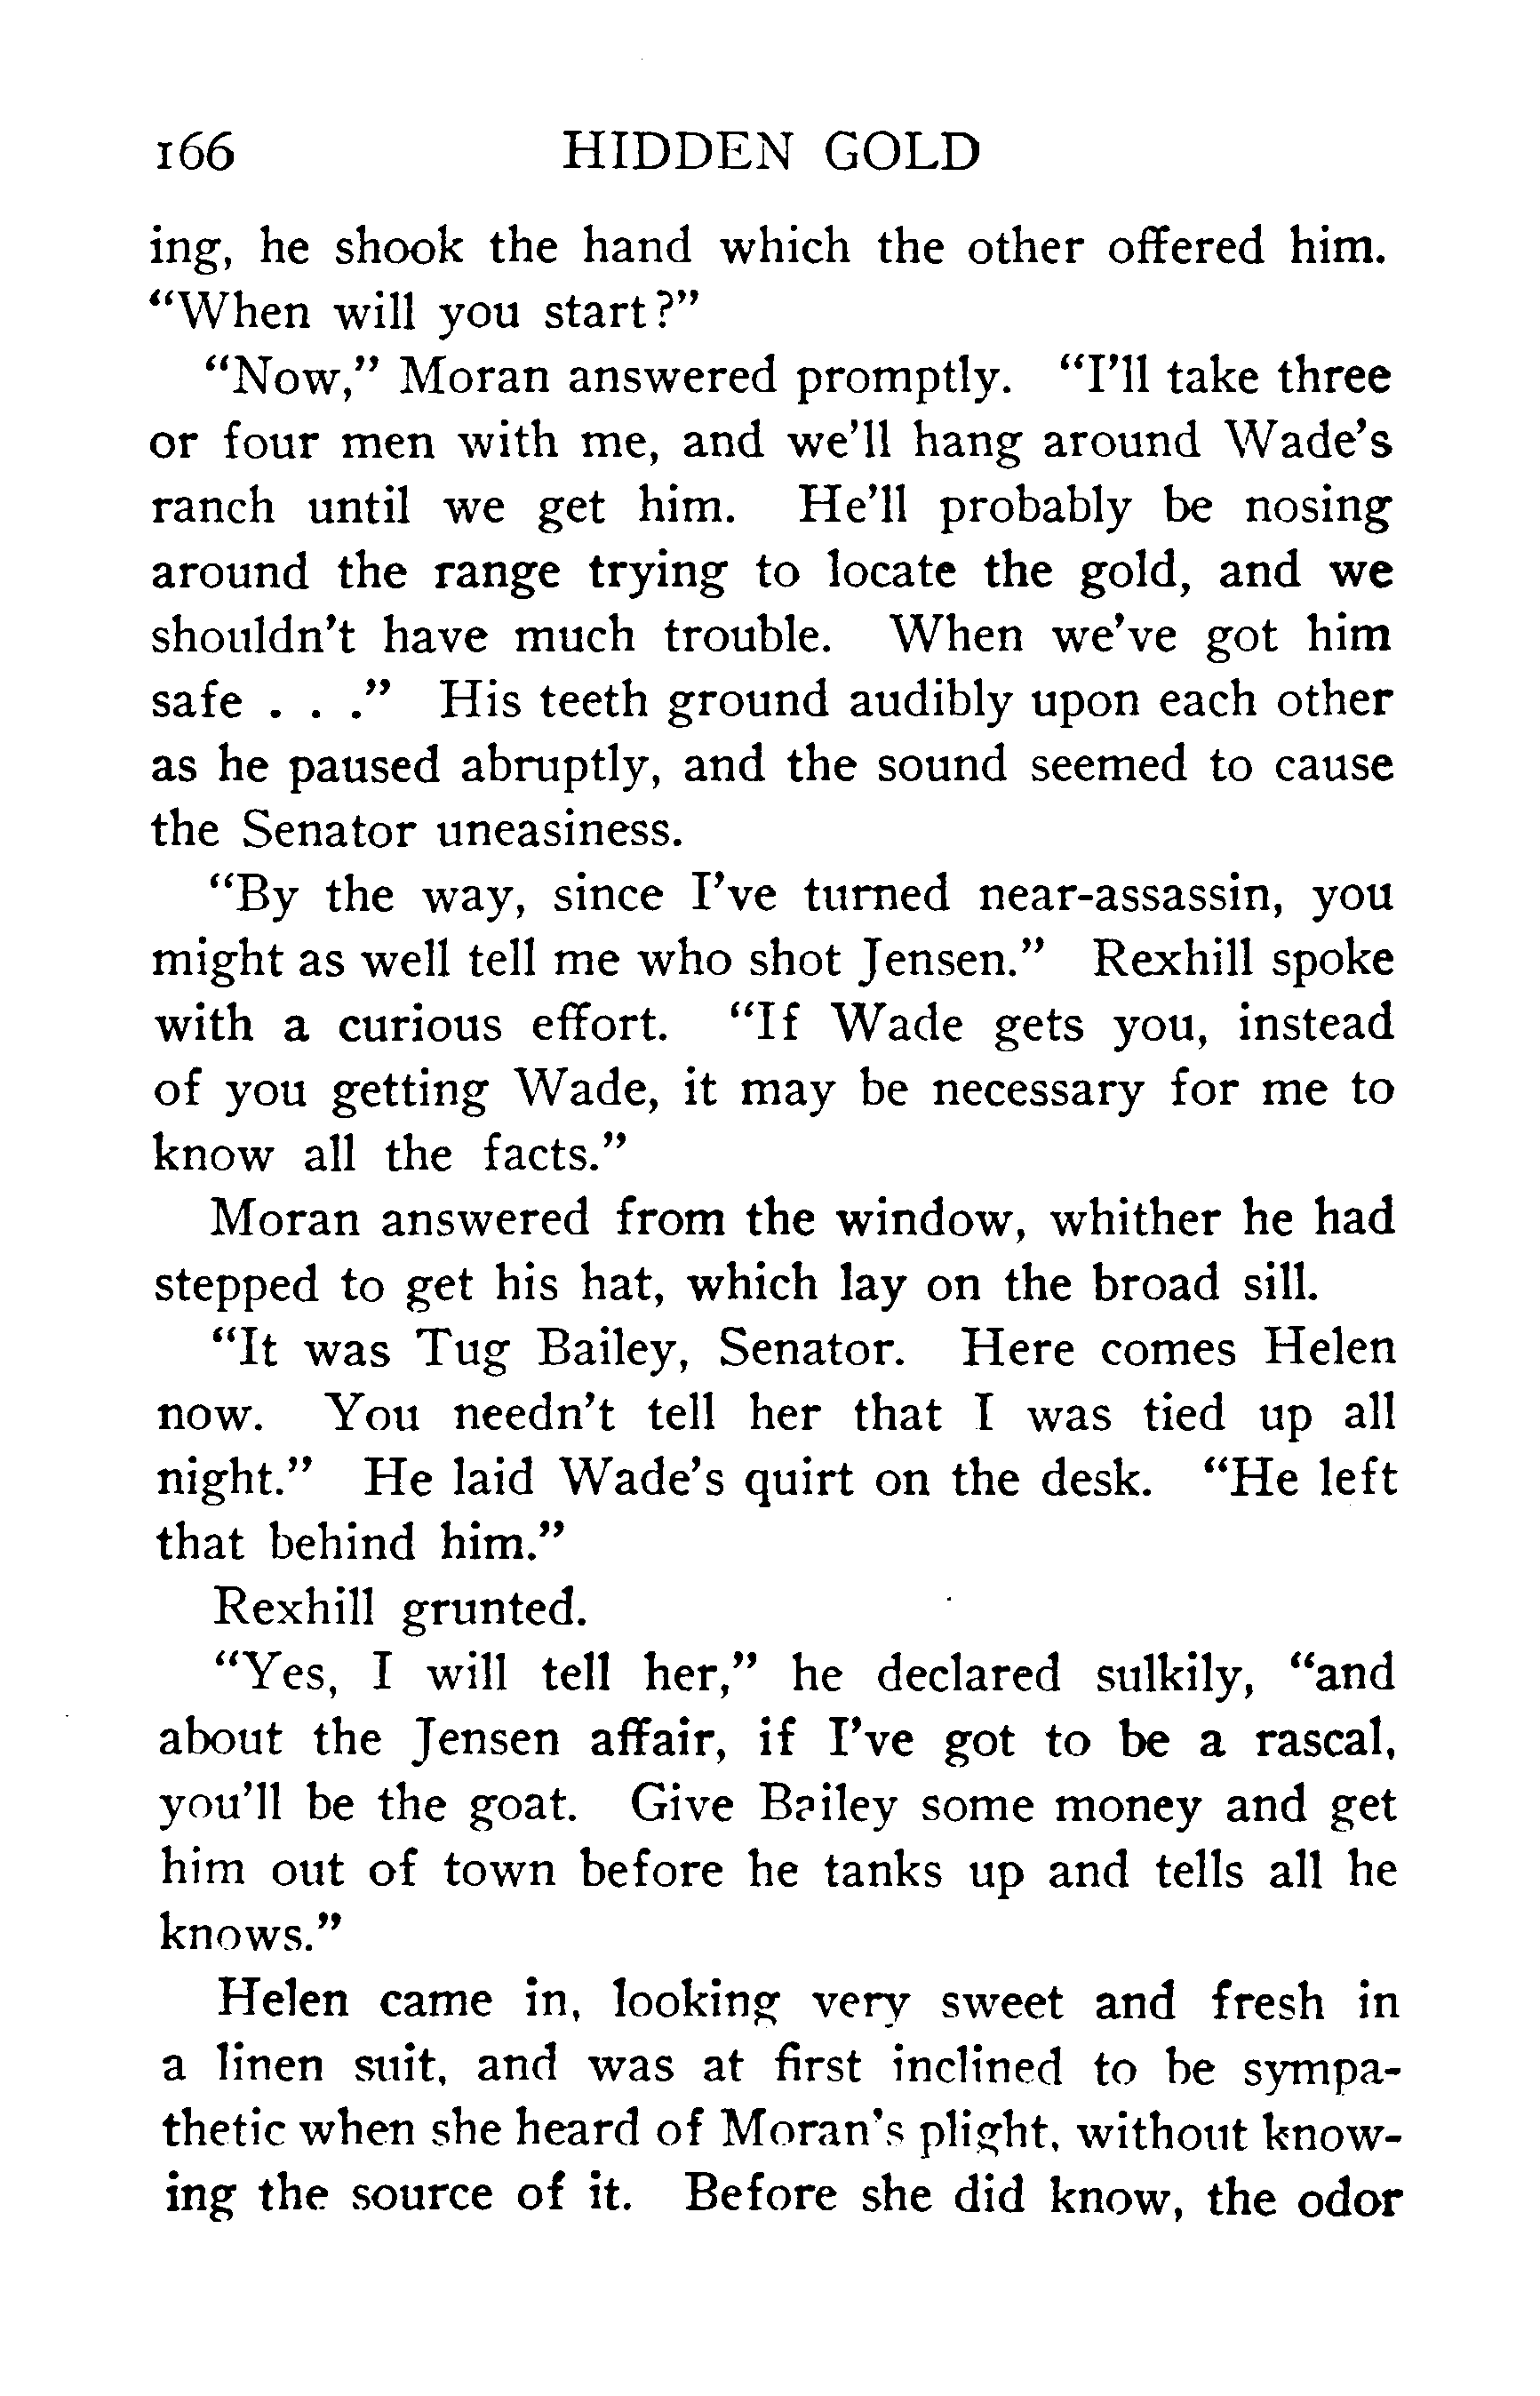 166 HIDDEN GOLD
ing, he shook the hand which the other offered him.
“When will you start?”
“Now,” Moran answered promptly. “I’ll take three
or four men with me, and we’ll hang around Wade’s
ranch until we get him. He’ll probably be nosing
around the range trying to locate the gold, and we
shouldn’t have much trouble. When we’ve got him
safe . . .” His teeth ground audibly upon each other
as he paused abruptly, and the sound seemed to cause
the Senator uneasiness.
“By the way, since I’ve turned near-assassin, you
might as well tell me who shot Jensen.” Rexhill spoke
with a curious effort. “If Wade gets you, instead
of you getting Wade, it may be necessary for me to
know all the facts.”
Moran answered from the window, whither he had
stepped to get his hat, which lay on the broad sill.
“It was Tug Bailey, Senator. Here comes Helen
now. You needn’t tell her that I was tied up all
night.” He laid Wade’s quirt on the desk. “He left
that behind him.”
Rexhill grunted.
“Yes, I will tell her,” he declared sulkily, “and
about the Jensen affair, if I’ve got to be a rascal,
you’ll be the goat. Give Bailey some money and get
him out of town before he tanks up and tells all he
knows.”
Helen came in, looking very sweet and fresh in
a linen suit, and was at first inclined to be sympa-
thetic when she heard of Moran’s plight, without know-
ing the source of it. Before she did know, the odor